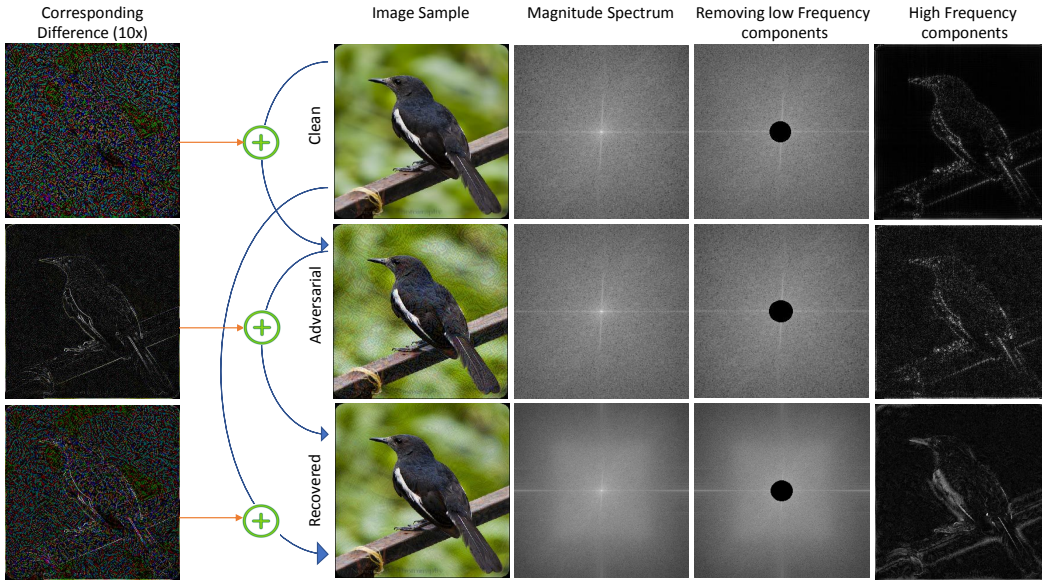 Corresponding
Difference (10x)
Image Sample
Magnitude Spectrum
Removing low Frequency
components
High Frequency
components
Clean
Adversarial
Recovered